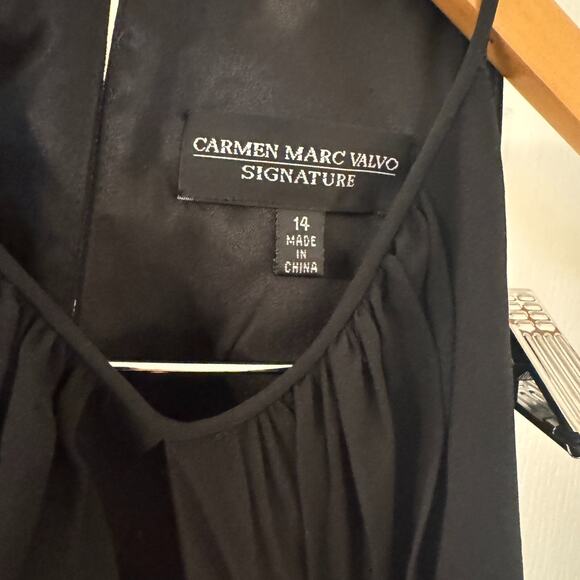 CARMEN MARC VALVO
SIGNATURE
14
MADE
IN
CHINA